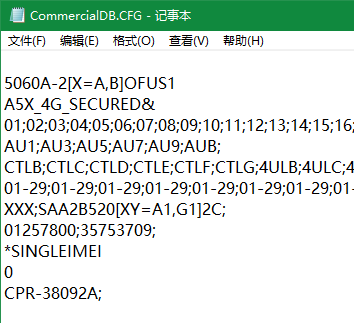 CommercialDB.CFG - 记事本
文件(F) 编辑(E) 格式(O) 查看(V) 帮助(H)
5060A-2[X=A,B]OFUS1
A5X_4G_SECURED&
01;02;03;04;05;06;07;08;09;10;11;12;13;14;15;16,
AU1;AU3;AU5;AU7;AU9;AUB;
CTLB;CTLC;CTLD;CTLE;CTLF;CTLG;4ULB;4ULC;4
01-29;01-29;01-29;01-29;01-29;01-29;01-29;01-
XXX;SAA2B520[XY=A1,G1]2C;
01257800;35753709;
*SINGLEIMEI
0
CPR-38092A;